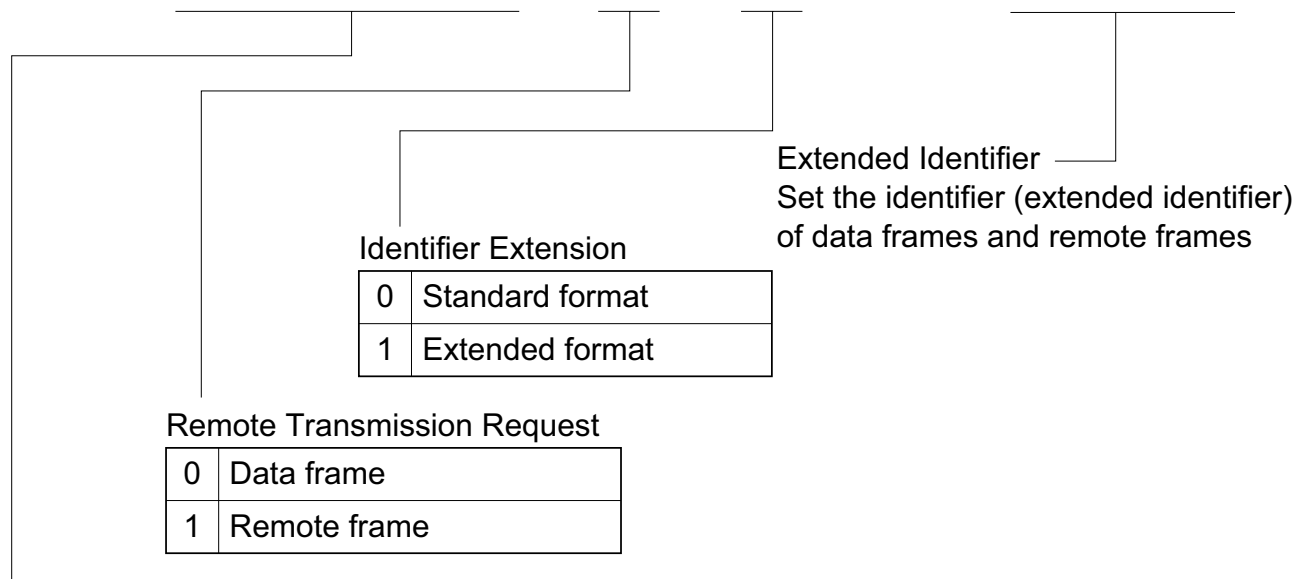 Extended Identifier
Set the identifier (extended identifier)
of data frames and remote frames
Identifier Extension
0 Standard format
1 Extended format
Remote Transmission Request
0 Data frame
1 Remote frame